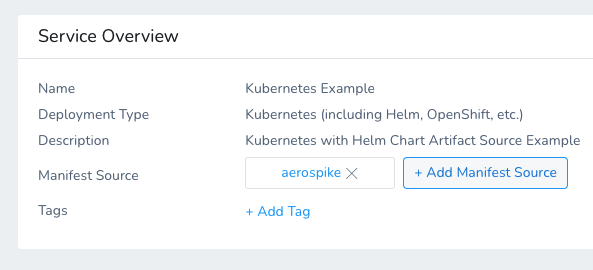 Service Overview
Name Kubernetes Example
Deployment Type Kubernetes (including Helm, OpenShift, etc.)
Description Kubernetes with Helm Chart Artifact Source Example
Manifest Source aerospike + Add Manifest Source
Tags + Add Tag